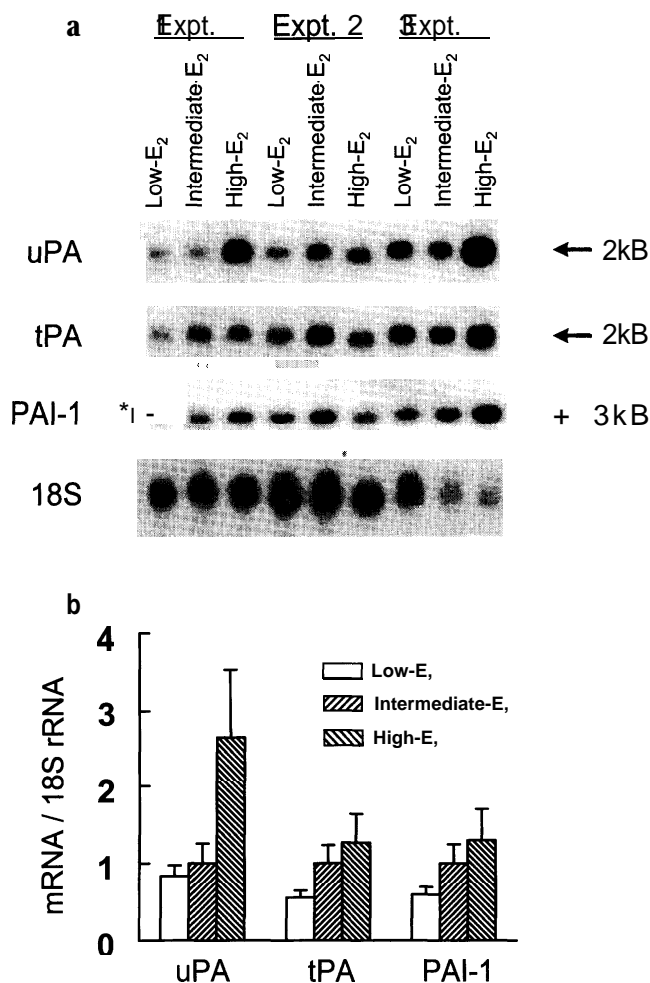 a
1Expt. Expt. 2 3Expt.
Low-E2 Intermediate-E2 High-E2 Low-E2 Intermediate-E2 High-E2 Low-E2 Intermediate-E2 High-E2
uPA ← 2kB
tPA ← 2kB
PAI-1 *I - + 3kB
18S
b
4
3
2
1
0
mRNA / 18S rRNA
Low-E,
Intermediate-E,
High-E,
uPA tPA PAI-1